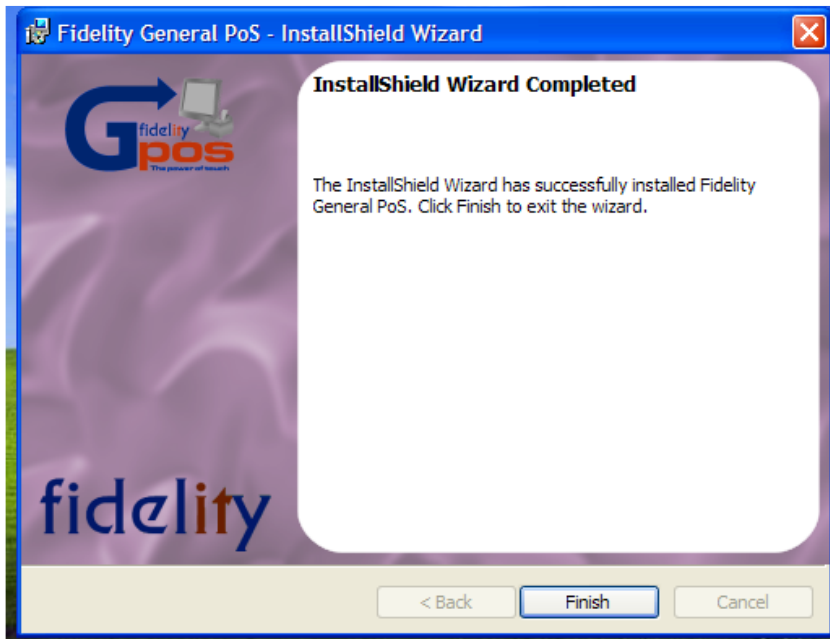 Fidelity General PoS - InstallShield Wizard
fidelity
Gpos
The power of touch
InstallShield Wizard Completed
The InstallShield Wizard has successfully installed Fidelity
General PoS. Click Finish to exit the wizard.
fidelity
< Back
Finish
Cancel